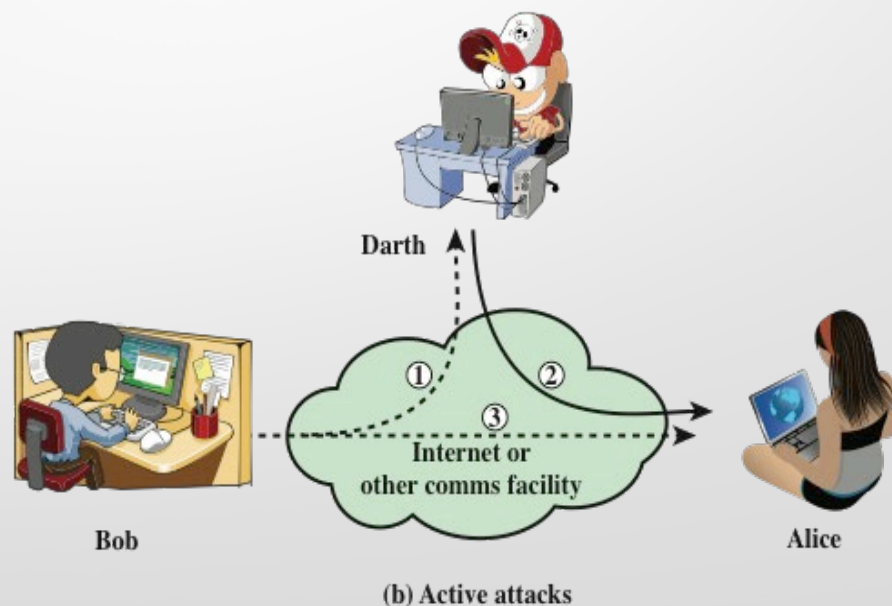 Darth
①
②
③
Internet or
other comms facility
Bob
Alice
(b) Active attacks